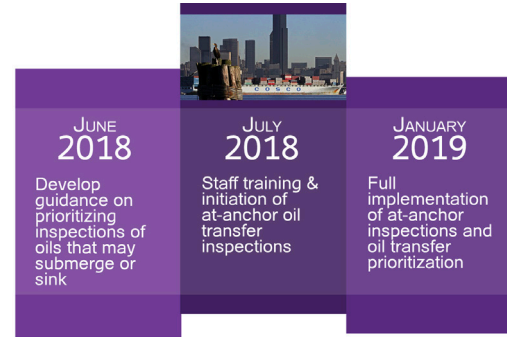 June
2018
Develop
guidance on
prioritizing
inspections of
oils that may
submerge or
sink
COSCO
July
2018
Staff training &
initiation of
at-anchor oil
transfer
inspections
January
2019
Full
implementation
of at-anchor
inspections and
oil transfer
prioritization